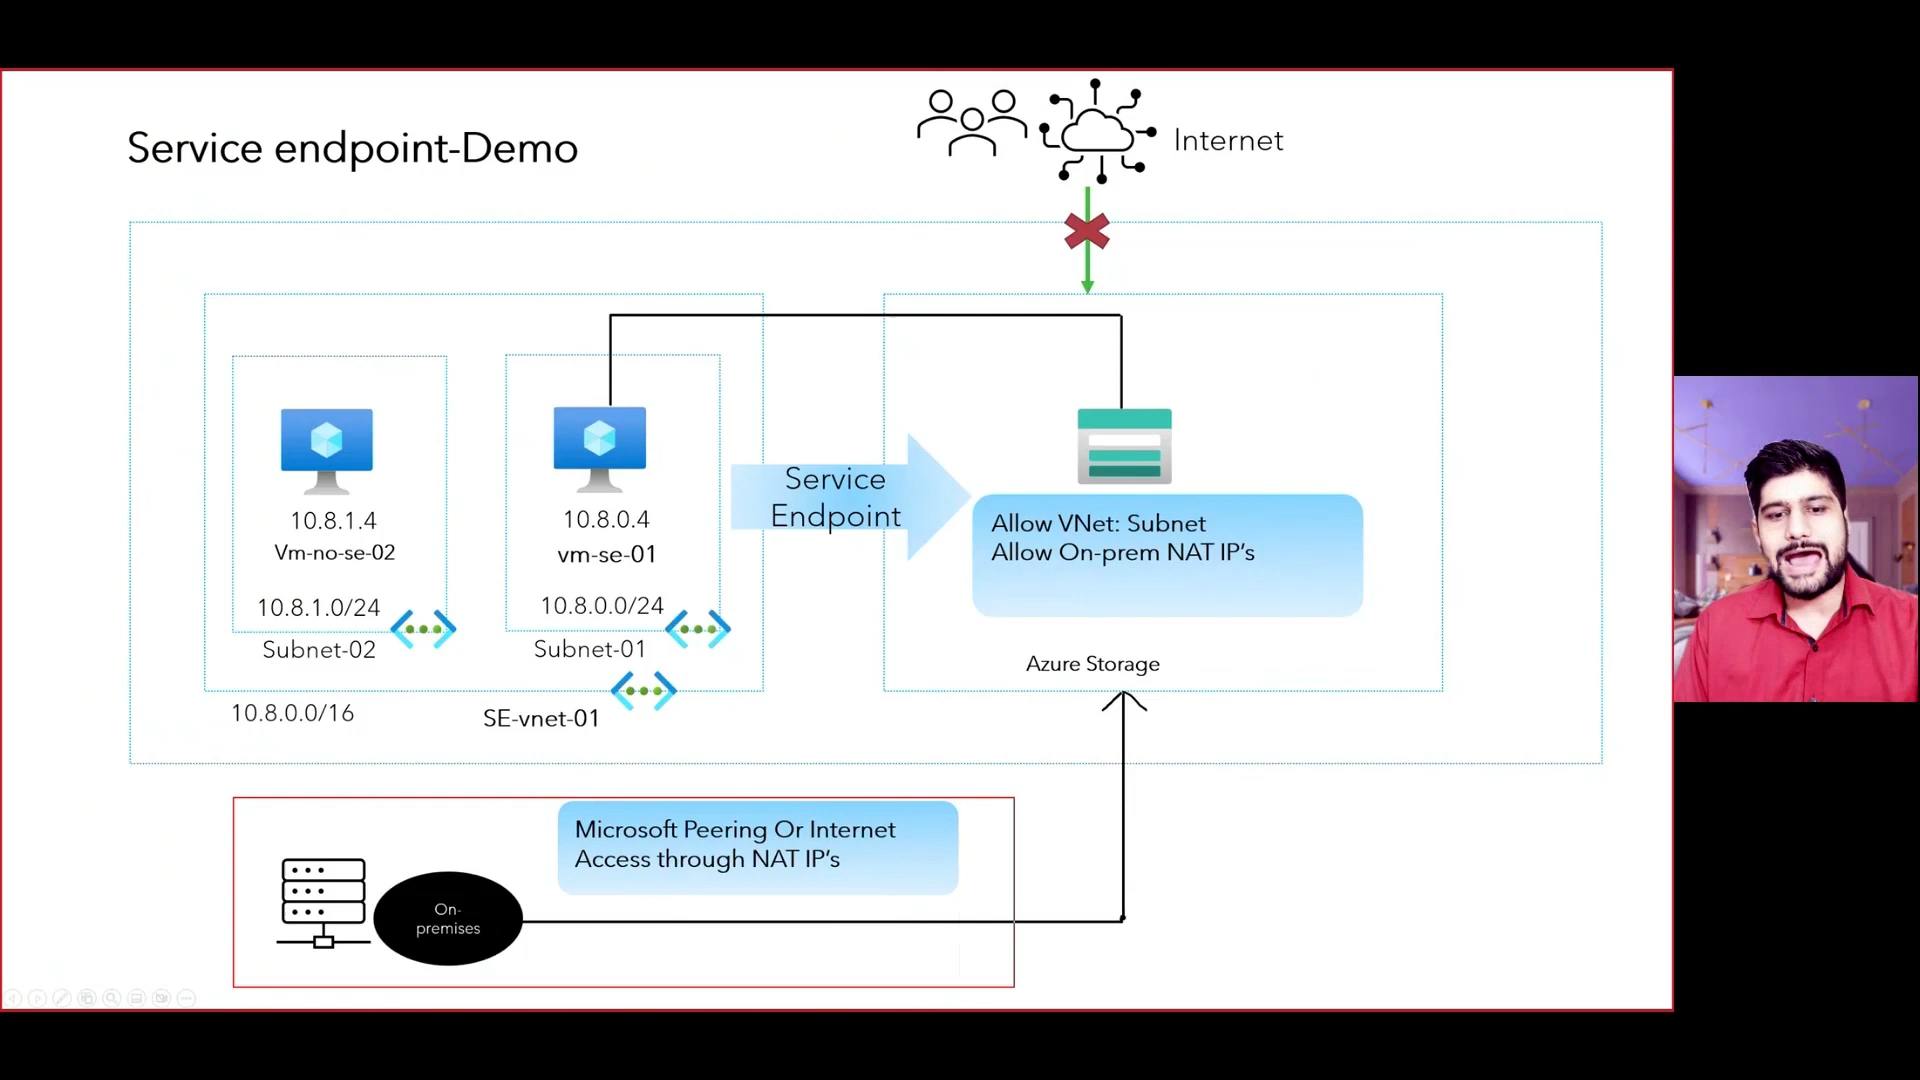 Service endpoint-Demo
Internet
10.8.1.4
Vm-no-se-02
10.8.1.0/24
Subnet-02
10.8.0.4
vm-se-01
10.8.0.0/24
Subnet-01
10.8.0.0/16
SE-vnet-01
Service
Endpoint
Allow VNet: Subnet
Allow On-prem NAT IP’s
Azure Storage
Microsoft Peering Or Internet
Access through NAT IP’s
On-
premises